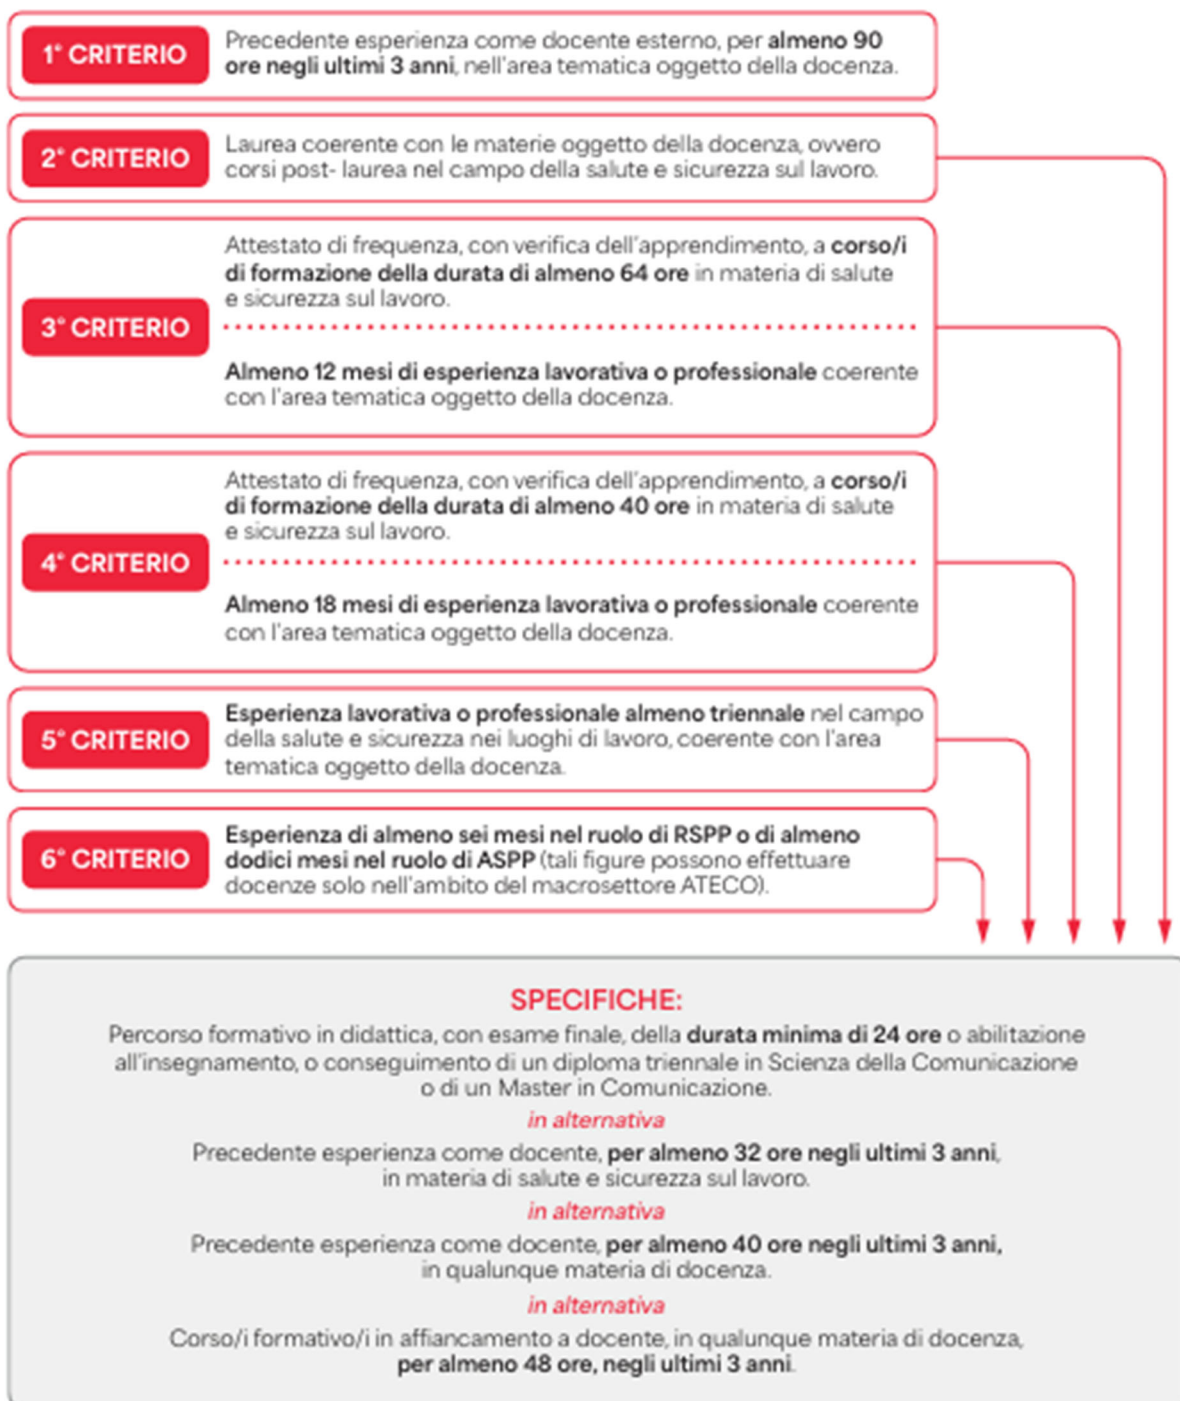 1° CRITERIO
Precedente esperienza come docente esterno, per almeno 90
ore negli ultimi 3 anni, nell'area tematica oggetto della docenza.
2° CRITERIO
Laurea coerente con le materie oggetto della docenza, ovvero
corsi post- laurea nel campo della salute e sicurezza sul lavoro.
3° CRITERIO
Attestato di frequenza, con verifica dell'apprendimento, a corso/i
di formazione della durata di almeno 64 ore in materia di salute
e sicurezza sul lavoro.
Almeno 12 mesi di esperienza lavorativa o professionale coerente
con l'area tematica oggetto della docenza.
4° CRITERIO
Attestato di frequenza, con verifica dell'apprendimento, a corso/i
di formazione della durata di almeno 40 ore in materia di salute
e sicurezza sul lavoro.
Almeno 18 mesi di esperienza lavorativa o professionale coerente
con l'area tematica oggetto della docenza.
5° CRITERIO
Esperienza lavorativa o professionale almeno triennale nel campo
della salute e sicurezza nei luoghi di lavoro, coerente con l'area
tematica oggetto della docenza.
6° CRITERIO
Esperienza di almeno sei mesi nel ruolo di RSPP o di almeno
dodici mesi nel ruolo di ASPP (tali figure possono effettuare
docenze solo nell'ambito del macrosettore ATECO).
SPECIFICHE:
Percorso formativo in didattica, con esame finale, della durata minima di 24 ore o abilitazione
all'insegnamento, o conseguimento di un diploma triennale in Scienza della Comunicazione
o di un Master in Comunicazione.
in alternativa
Precedente esperienza come docente, per almeno 32 ore negli ultimi 3 anni,
in materia di salute e sicurezza sul lavoro.
in alternativa
Precedente esperienza come docente, per almeno 40 ore negli ultimi 3 anni,
in qualunque materia di docenza.
in alternativa
Corso/i formativo/i in affiancamento a docente, in qualunque materia di docenza,
per almeno 48 ore, negli ultimi 3 anni.